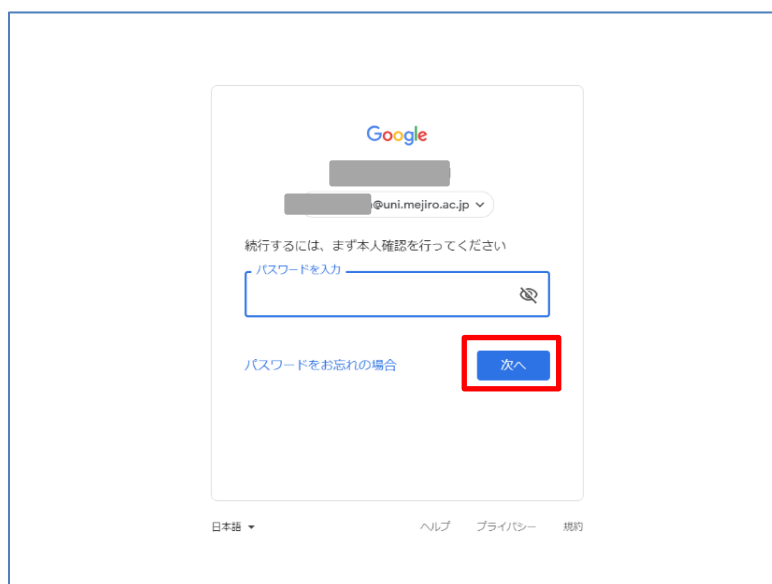 Google
@uni.mejiro.ac.jp
続行するには、まず本人確認を行ってください
パスワードを入力
パスワードをお忘れの場合
次へ
日本語
ヘルプ プライバシー 規約